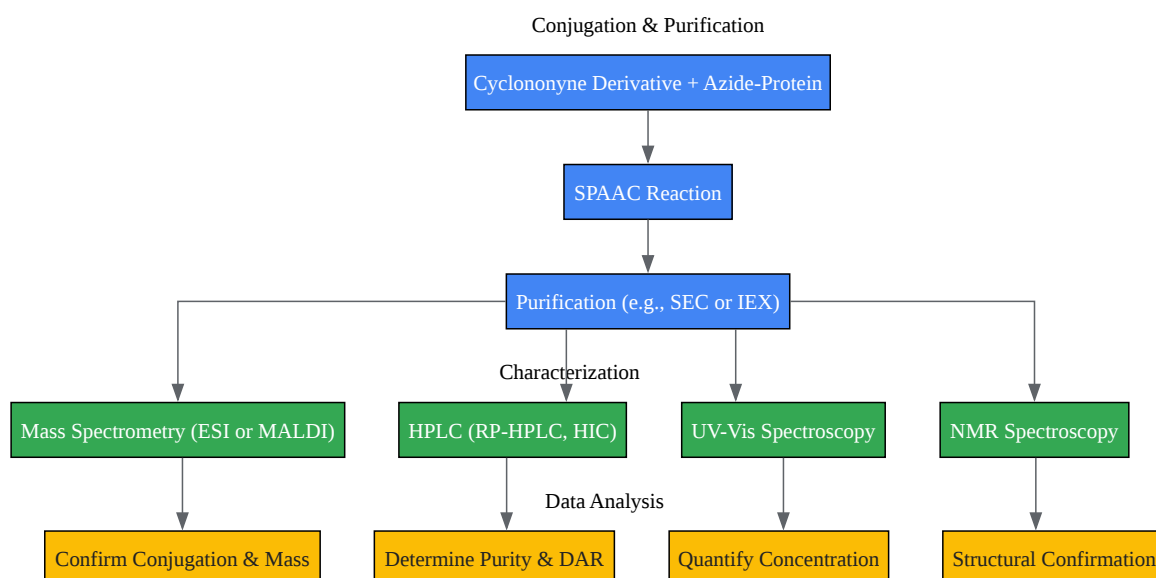 Conjugation & Purification
Cyclononyne Derivative + Azide-Protein
SPAAC Reaction
Purification (e.g., SEC or IEX)
Characterization
Mass Spectrometry (ESI or MALDI)
HPLC (RP-HPLC, HIC)
UV-Vis Spectroscopy
NMR Spectroscopy
Data Analysis
Confirm Conjugation & Mass
Determine Purity & DAR
Quantify Concentration
Structural Confirmation